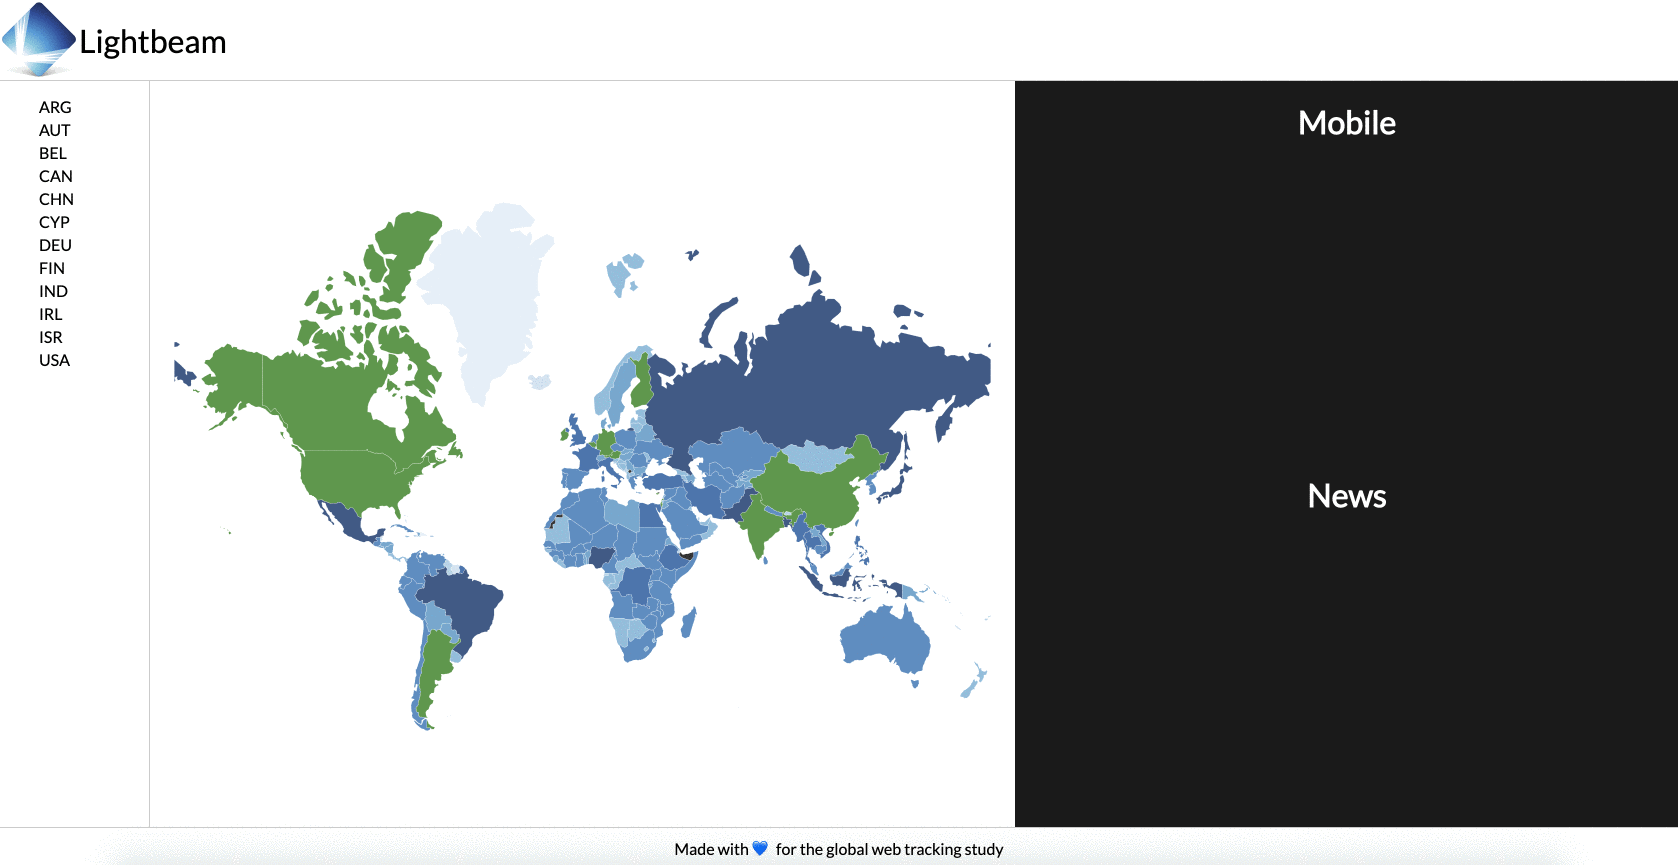 Lightbeam
ARG
AUT
BEL
CAN
CHN
CYP
DEU
FIN
IND
IRL
ISR
USA
Mobile
News
Made with 💙 for the global web tracking study